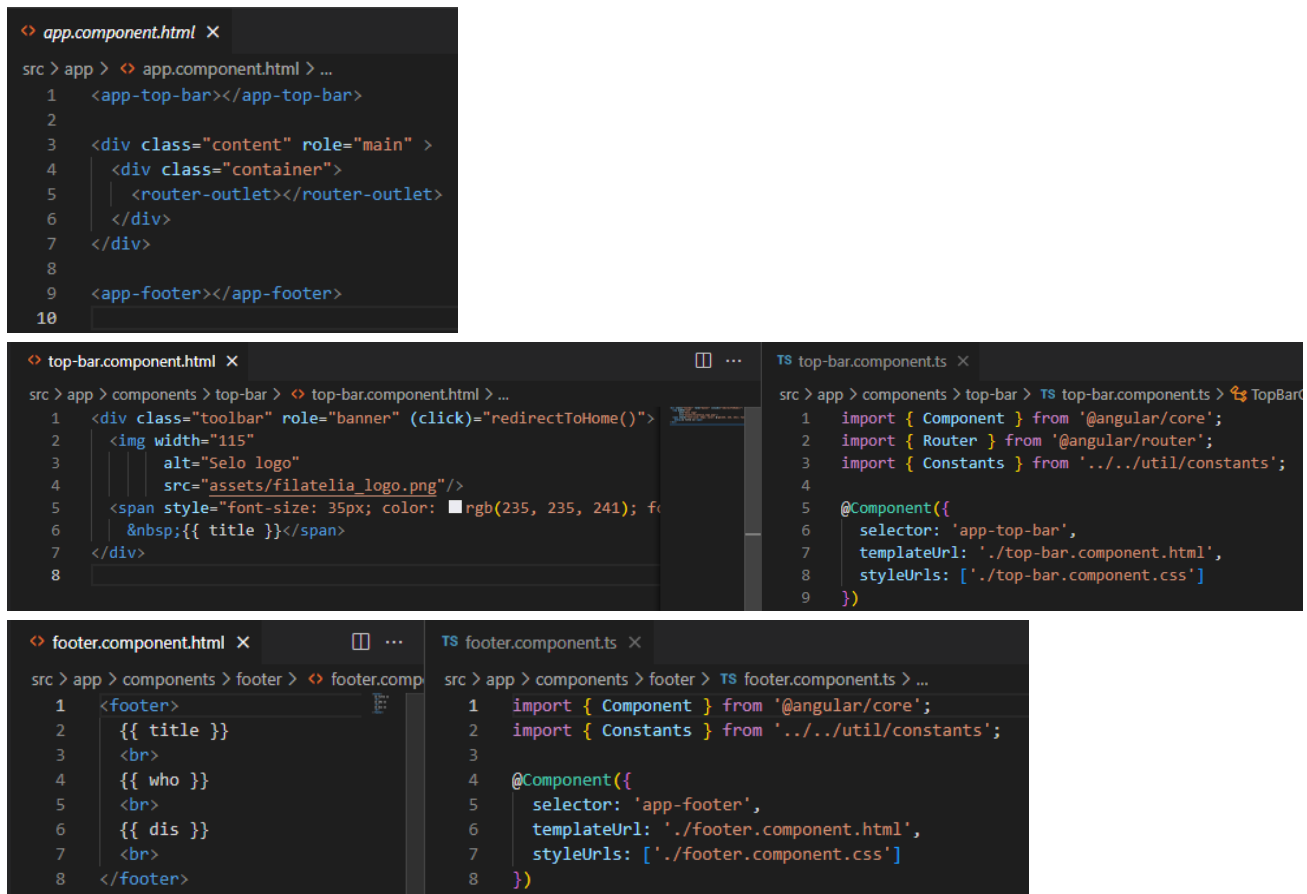 app.component.html ×
src > app > app.component.html > ...
1 <app-top-bar></app-top-bar>
2
3 <div class="content" role="main" >
4 <div class="container">
5 <router-outlet></router-outlet>
6 </div>
7 </div>
8
9 <app-footer></app-footer>
10
top-bar.component.html ×
src > app > components > top-bar > top-bar.component.html > ...
1 <div class="toolbar" role="banner" (click)="redirectToHome()">
2 <img width="115"
3 alt="Selo logo"
4 src="assets/filatelia_logo.png"/>
5 <span style="font-size: 35px; color: rgb(235, 235, 241); fo
6 &nbsp;{{ title }}</span>
7 </div>
8
TS top-bar.component.ts ×
src > app > components > top-bar > TS top-bar.component.ts > TopBarC
1 import { Component } from '@angular/core';
2 import { Router } from '@angular/router';
3 import { Constants } from '../../util/constants';
4
5 @Component({
6 selector: 'app-top-bar',
7 templateUrl: './top-bar.component.html',
8 styleUrls: ['./top-bar.component.css']
9 })
footer.component.html ×
src > app > components > footer > footer.comp
1 <footer>
2 {{ title }}
3 <br>
4 {{ who }}
5 <br>
6 {{ dis }}
7 <br>
8 </footer>
TS footer.component.ts ×
src > app > components > footer > TS footer.component.ts > ...
1 import { Component } from '@angular/core';
2 import { Constants } from '../../util/constants';
3
4 @Component({
5 selector: 'app-footer',
6 templateUrl: './footer.component.html',
7 styleUrls: ['./footer.component.css']
8 })